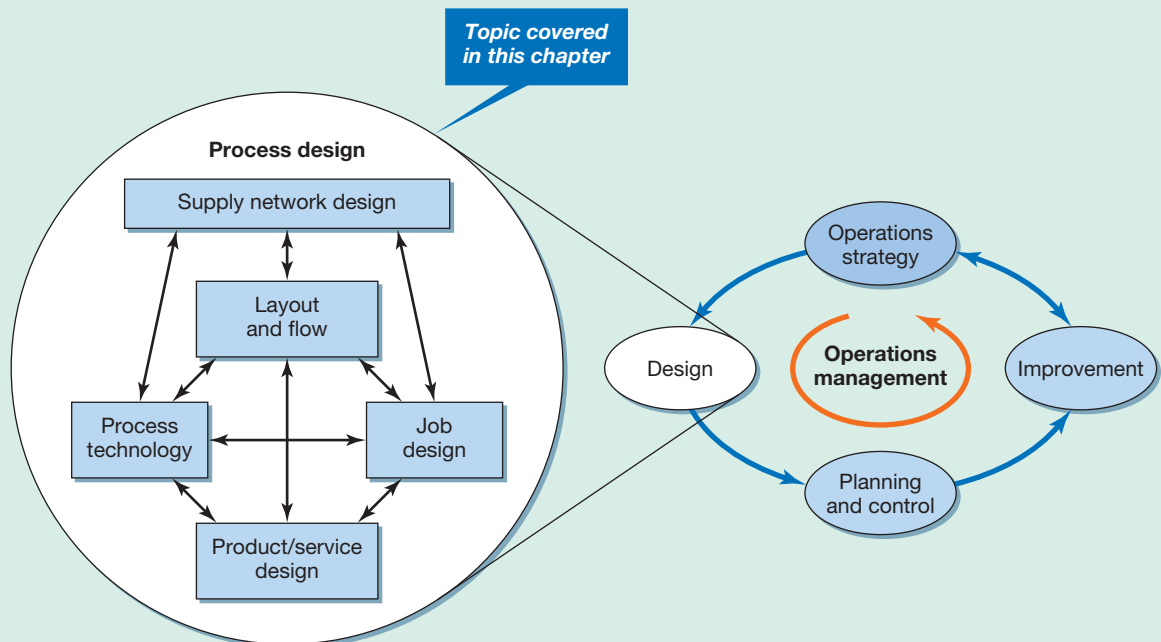 Topic covered
in this chapter
Process design
Supply network design
Layout
and flow
Process
technology
Job
design
Product/service
design
Operations
strategy
Design
Operations
management
Improvement
Planning
and control